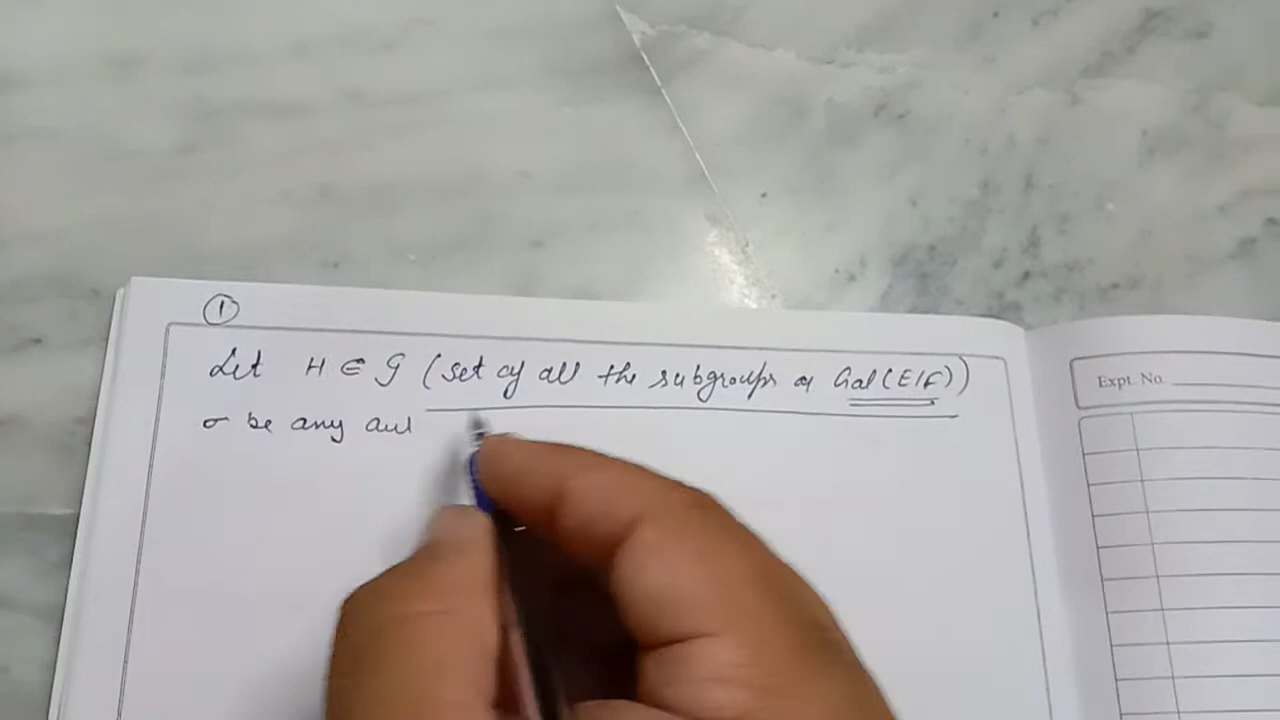 ①
Let H ∈ G (set of all the subgroups of Gal(E/F))
σ be any aut
Expt. No.